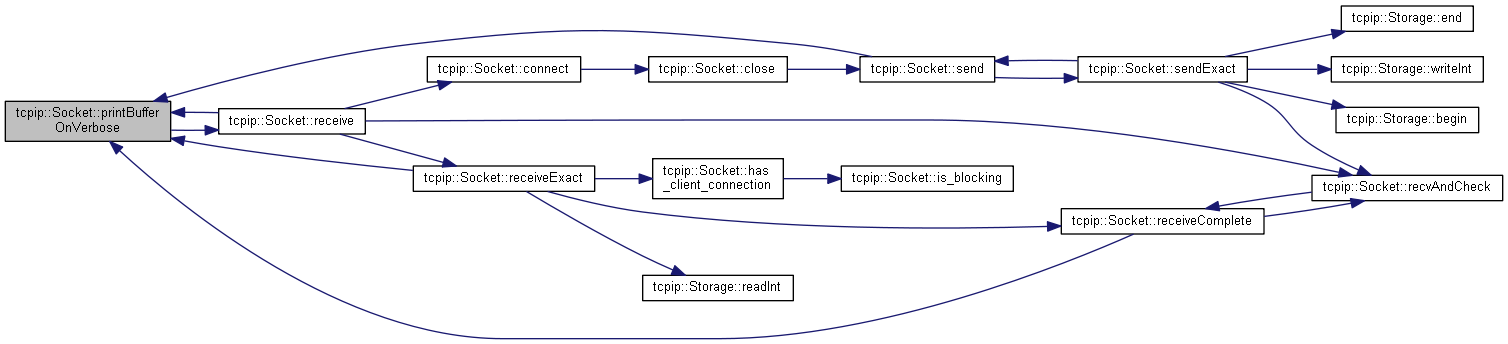 tcpip::Storage::end
tcpip::Socket::connect
tcpip::Socket::close
tcpip::Socket::send
tcpip::Socket::sendExact
tcpip::Storage::writeInt
tcpip::Socket::printBuffer
OnVerbose
tcpip::Socket::receive
tcpip::Storage::begin
tcpip::Socket::receiveExact
tcpip::Socket::has
_client_connection
tcpip::Socket::is_blocking
tcpip::Socket::recvAndCheck
tcpip::Socket::receiveComplete
tcpip::Storage::readInt